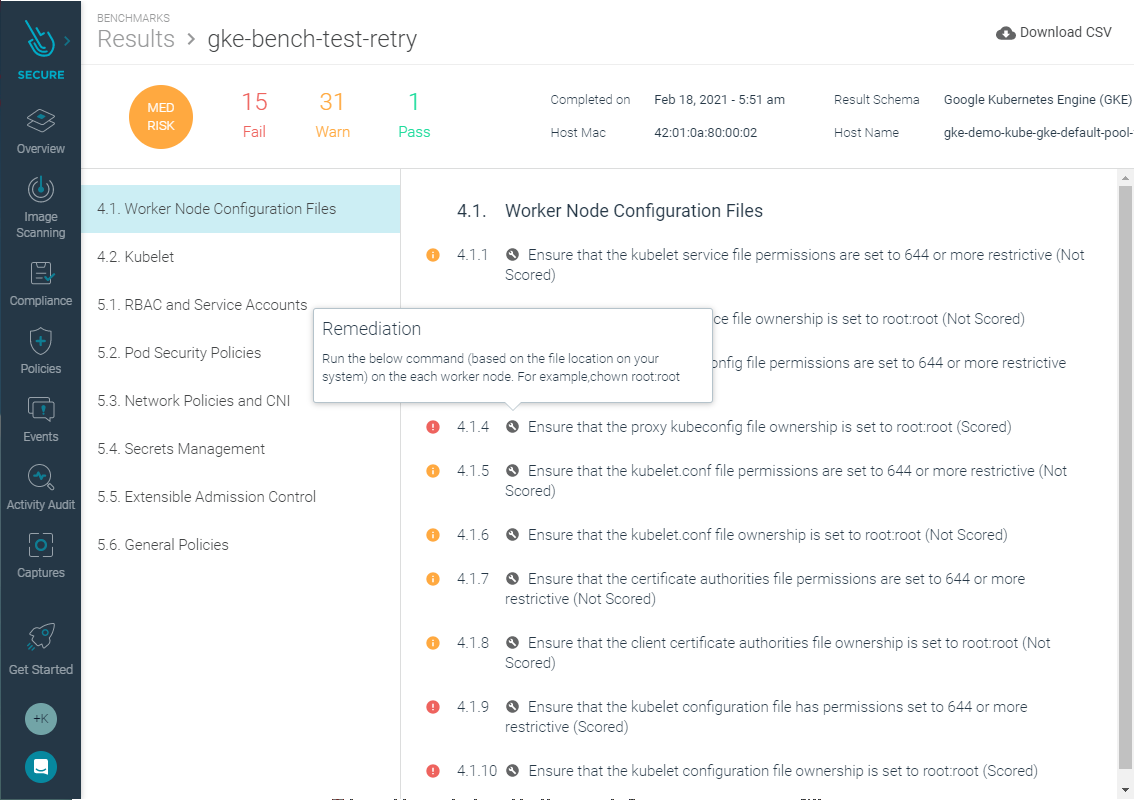 BENCHMARKS
Results > gke-bench-test-retry
Download CSV
SECURE
Overview
Image
Scanning
Compliance
Policies
Events
Activity Audit
Captures
Get Started
+K
MED
RISK
15
Fail
31
Warn
1
Pass
Completed on Feb 18, 2021 - 5:51 am
Host Mac 42:01:0a:80:00:02
Result Schema Google Kubernetes Engine (GKE)
Host Name gke-demo-kube-gke-default-pool-
4.1. Worker Node Configuration Files
4.2. Kubelet
5.1. RBAC and Service Accounts
5.2. Pod Security Policies
5.3. Network Policies and CNI
5.4. Secrets Management
5.5. Extensible Admission Control
5.6. General Policies
4.1. Worker Node Configuration Files
4.1.1 Ensure that the kubelet service file permissions are set to 644 or more restrictive (Not
Scored)
Remediation
Run the below command (based on the file location on your
system) on the each worker node. For example,chown root:root
file ownership is set to root:root (Not Scored)
file permissions are set to 644 or more restrictive
4.1.4 Ensure that the proxy kubeconfig file ownership is set to root:root (Scored)
4.1.5 Ensure that the kubelet.conf file permissions are set to 644 or more restrictive (Not
Scored)
4.1.6 Ensure that the kubelet.conf file ownership is set to root:root (Not Scored)
4.1.7 Ensure that the certificate authorities file permissions are set to 644 or more
restrictive (Not Scored)
4.1.8 Ensure that the client certificate authorities file ownership is set to root:root (Not
Scored)
4.1.9 Ensure that the kubelet configuration file has permissions set to 644 or more
restrictive (Scored)
4.1.10 Ensure that the kubelet configuration file ownership is set to root:root (Scored)